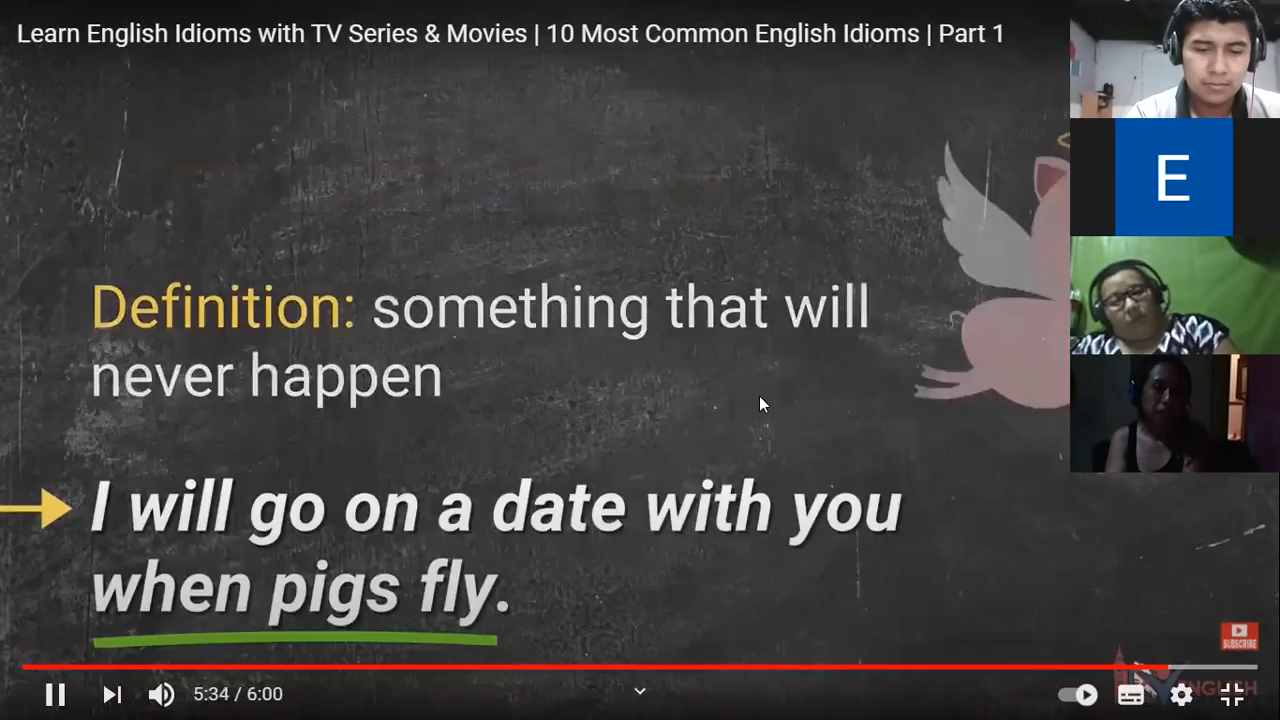 Learn English Idioms with TV Series & Movies | 10 Most Common English Idioms | Part 1
E
Definition: something that will
never happen
I will go on a date with you
when pigs fly.
SUBSCRIBE
ENGLISH
5:34 / 6:00